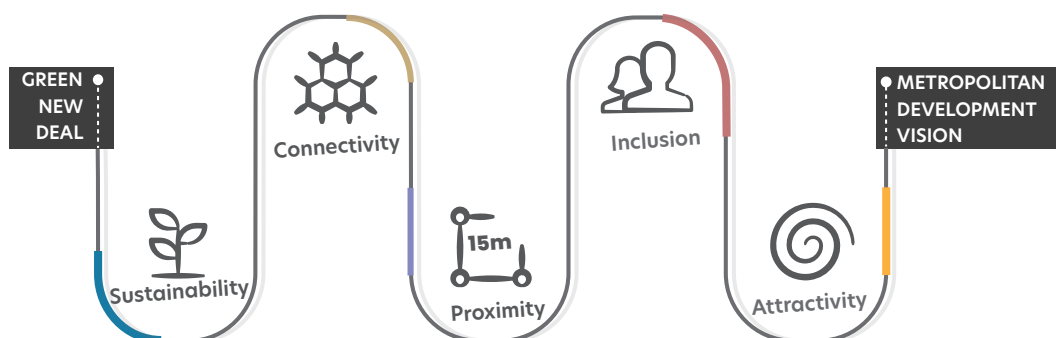 GREEN
NEW
DEAL
Sustainability
Connectivity
15m
Proximity
Inclusion
Attractivity
METROPOLITAN
DEVELOPMENT
VISION